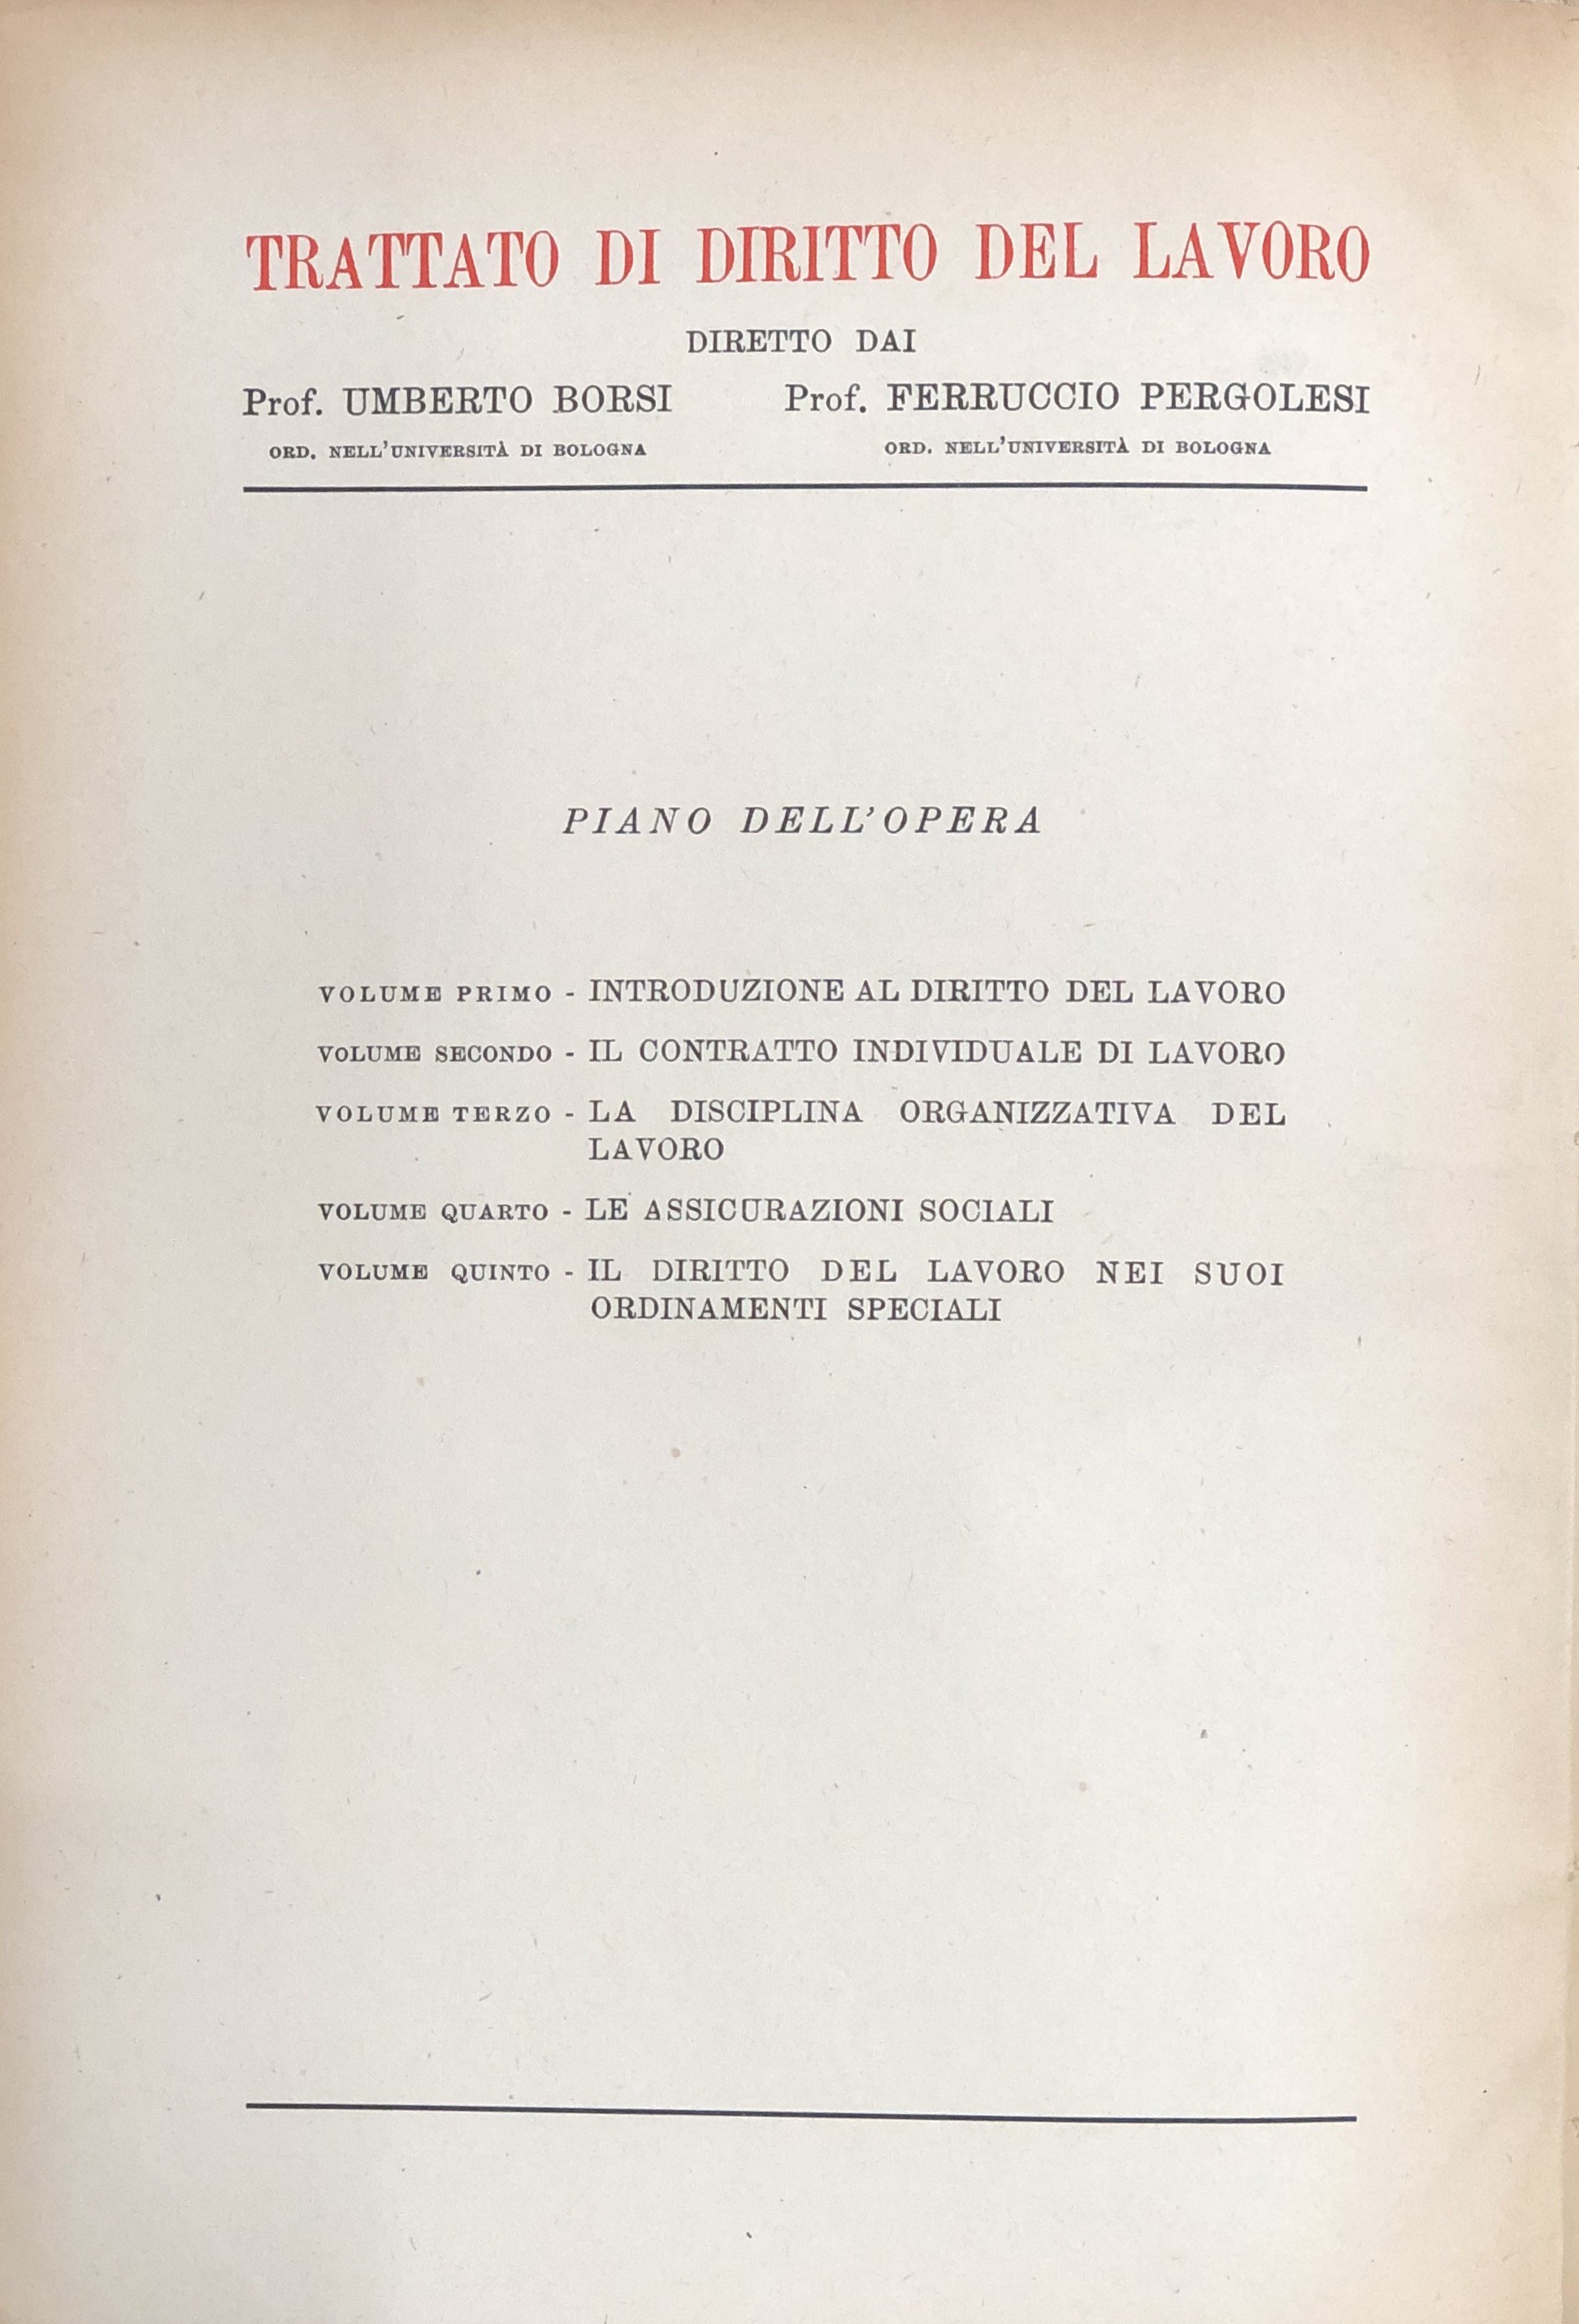 TRATTATO DI DIRITTO DEL LAVORO
DIRETTO DAI
Prof. UMBERTO BORSI Prof. FERRUCCIO PERGOLESI
ORD. NELL'UNIVERSITÀ DI BOLOGNA ORD. NELL'UNIVERSITÀ DI BOLOGNA
PIANO DELL'OPERA
VOLUME PRIMO - INTRODUZIONE AL DIRITTO DEL LAVORO
VOLUME SECONDO - IL CONTRATTO INDIVIDUALE DI LAVORO
VOLUME TERZO - LA DISCIPLINA ORGANIZZATIVA DEL
LAVORO
VOLUME QUARTO - LE ASSICURAZIONI SOCIALI
VOLUME QUINTO - IL DIRITTO DEL LAVORO NEI SUOI
ORDINAMENTI SPECIALI